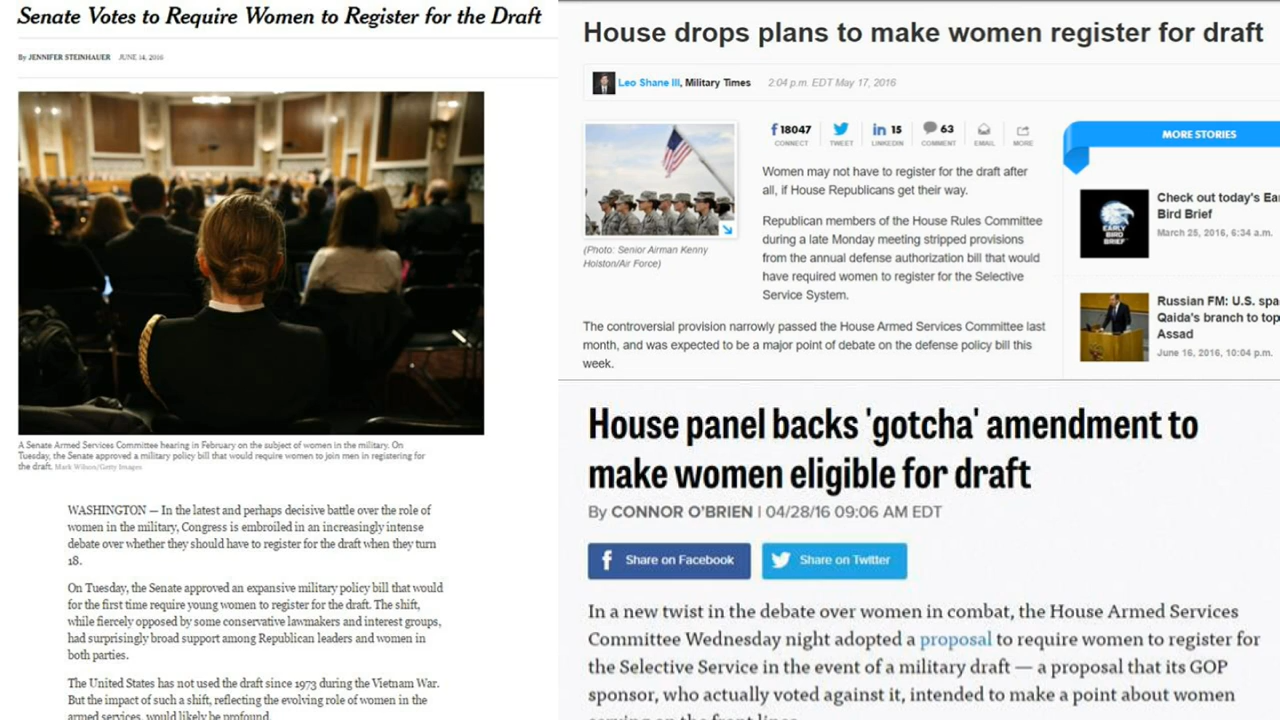 Senate Votes to Require Women to Register for the Draft
By JENNIFER STEINHAUER JUNE 14, 2016
A Senate Armed Services Committee hearing in February on the subject of women in the military. On
Tuesday, the Senate approved a military policy bill that would require women to join men in registering for
the draft. Mark Wilson/Getty Images
WASHINGTON — In the latest and perhaps decisive battle over the role of
women in the military, Congress is embroiled in an increasingly intense
debate over whether they should have to register for the draft when they turn
18.
On Tuesday, the Senate approved an expansive military policy bill that would
for the first time require young women to register for the draft. The shift,
while fiercely opposed by some conservative lawmakers and interest groups,
had surprisingly broad support among Republican leaders and women in
both parties.
The United States has not used the draft since 1973 during the Vietnam War.
But the impact of such a shift, reflecting the evolving role of women in the
armed services, would likely be profound.
House drops plans to make women register for draft
Leo Shane III, Military Times 2:04 p.m. EDT May 17, 2016
18047
CONNECT
TWEET
15
LINKEDIN
63
COMMENT
EMAIL
MORE
(Photo: Senior Airman Kenny
Holston/Air Force)
Women may not have to register for the draft after
all, if House Republicans get their way.
Republican members of the House Rules Committee
during a late Monday meeting stripped provisions
from the annual defense authorization bill that would
have required women to register for the Selective
Service System.
The controversial provision narrowly passed the House Armed Services Committee last
month, and was expected to be a major point of debate on the defense policy bill this
week.
MORE STORIES
EARLY
BIRD
BRIEF
Check out today's Ea
Bird Brief
March 25, 2016, 6:34 a.m.
Russian FM: U.S. spa
Qaida's branch to top
Assad
June 16, 2016, 10:04 p.m.
House panel backs 'gotcha' amendment to
make women eligible for draft
By CONNOR O'BRIEN | 04/28/16 09:06 AM EDT
Share on Facebook
Share on Twitter
In a new twist in the debate over women in combat, the House Armed Services
Committee Wednesday night adopted a proposal to require women to register for
the Selective Service in the event of a military draft — a proposal that its GOP
sponsor, who actually voted against it, intended to make a point about women
serving on the front lines.